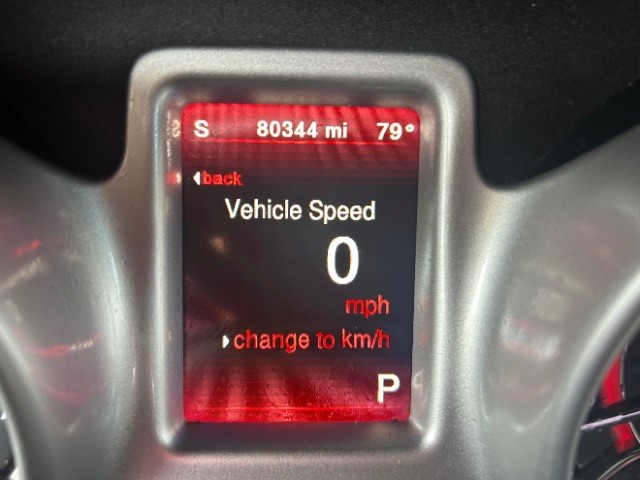 S 80344 mi 79°
back
Vehicle Speed
0
mph
change to km/h
P